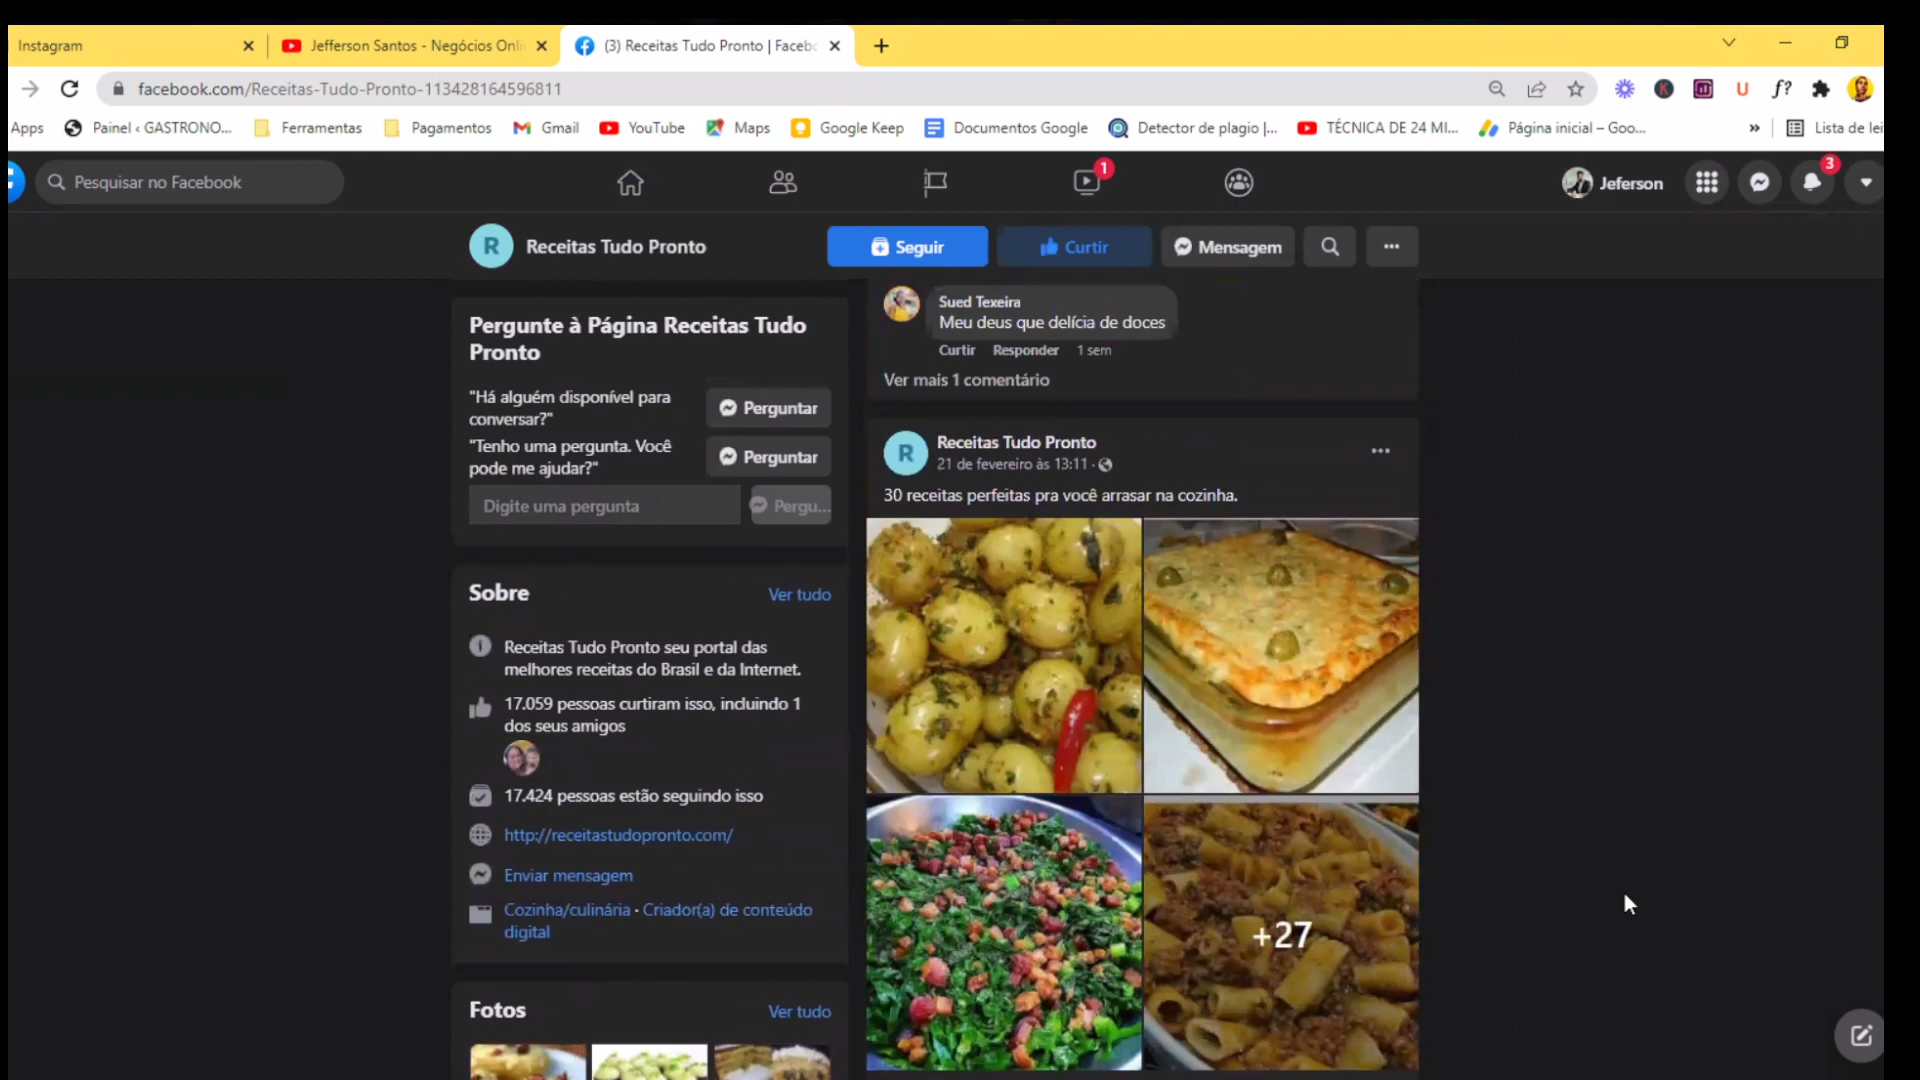 Instagram
Jefferson Santos - Negócios Onli
(3) Receitas Tudo Pronto | Facebo
facebook.com/Receitas-Tudo-Pronto-113428164596811
f?
Apps
Painel ‹ GASTRONO...
Ferramentas
Pagamentos
Gmail
YouTube
Maps
Google Keep
Documentos Google
Detector de plagio |...
TÉCNICA DE 24 MI...
Página inicial – Goo...
»
Lista de lei
Pesquisar no Facebook
1
Jeferson
3
R
Receitas Tudo Pronto
Seguir
Curtir
Mensagem
Pergunte à Página Receitas Tudo
Pronto
"Há alguém disponível para
conversar?"
Perguntar
"Tenho uma pergunta. Você
pode me ajudar?"
Perguntar
Digite uma pergunta
Pergu...
Sobre
Ver tudo
Receitas Tudo Pronto seu portal das
melhores receitas do Brasil e da Internet.
17.059 pessoas curtiram isso, incluindo 1
dos seus amigos
17.424 pessoas estão seguindo isso
http://receitastudopronto.com/
Enviar mensagem
Cozinha/culinária · Criador(a) de conteúdo
digital
Fotos
Ver tudo
Sued Texeira
Meu deus que delícia de doces
Curtir Responder 1 sem
Ver mais 1 comentário
R
Receitas Tudo Pronto
21 de fevereiro às 13:11 ·
30 receitas perfeitas pra você arrasar na cozinha.
+27